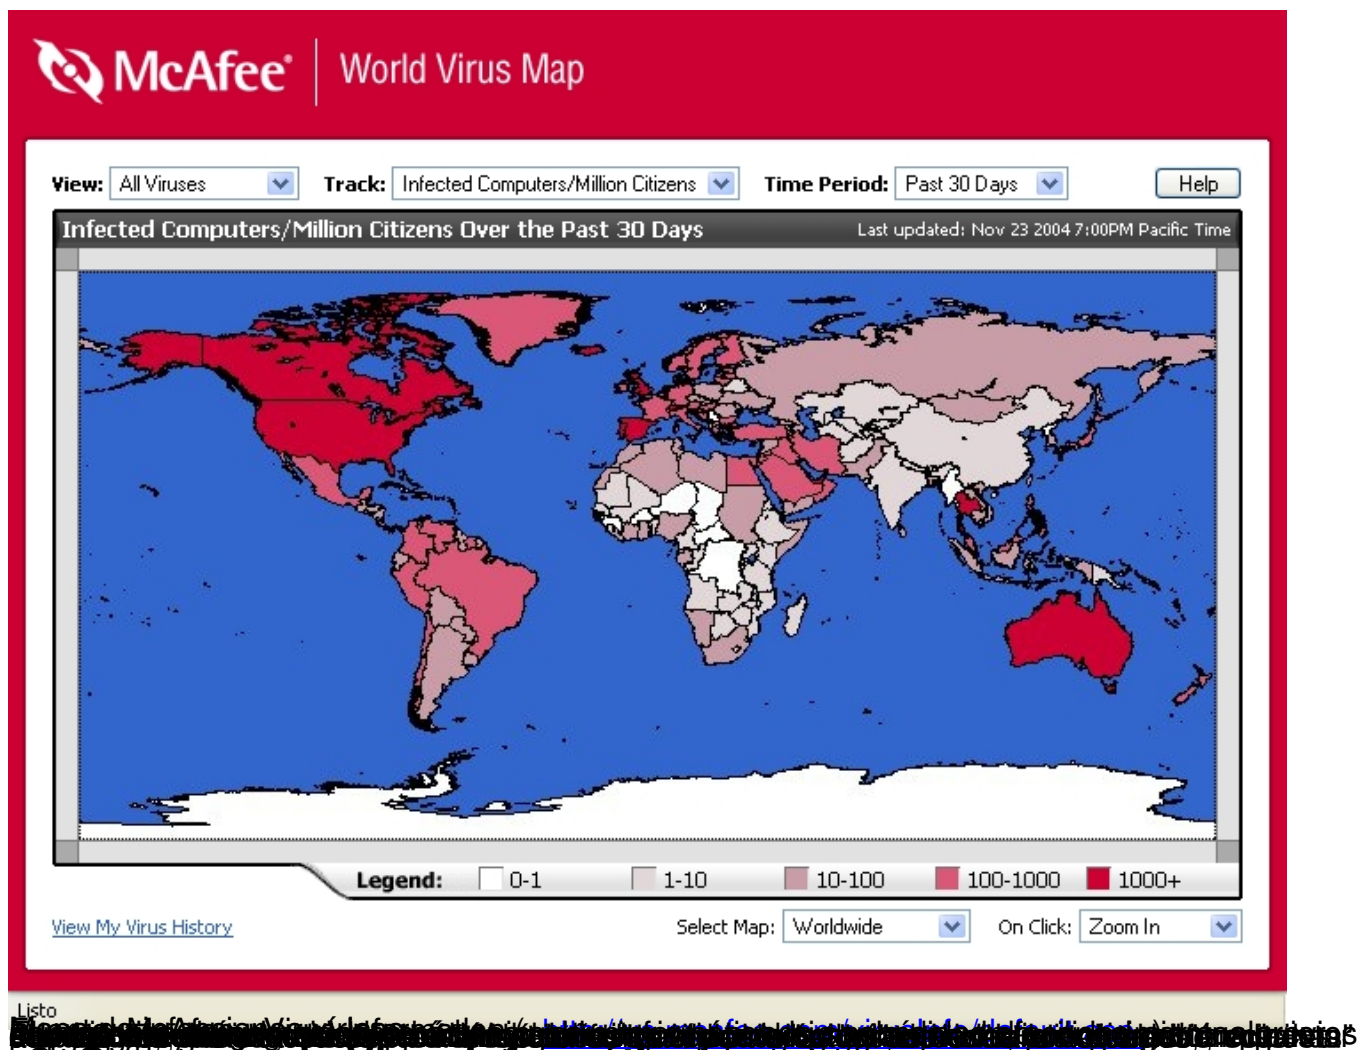 McAfee®
World Virus Map
View: All Viruses Track: Infected Computers/Million Citizens Time Period: Past 30 Days Help
Infected Computers/Million Citizens Over the Past 30 Days Last updated: Nov 23 2004 7:00PM Pacific Time
Legend: 0-1 1-10 10-100 100-1000 1000+
View My Virus History Select Map: Worldwide On Click: Zoom In
Listo